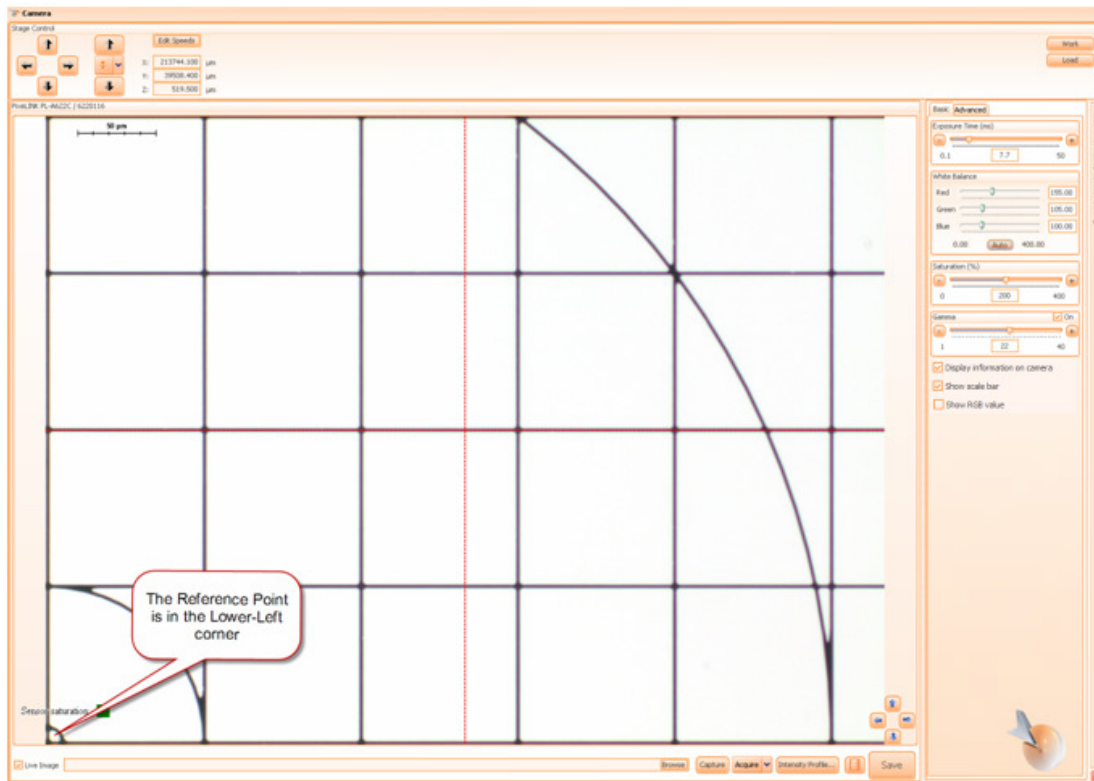 Camera
Stage Control
Edit Speeds
X: 213744.100 µm
Y: 39508.400 µm
Z: 519.500 µm
Work
Load
PixeLINK PL-A622C / 6220116
50 µm
Basic Advanced
Exposure Time (ms)
0.1 7.7 50
White Balance
Red 155.00
Green 105.00
Blue 100.00
0.00 Auto 400.00
Saturation (%)
0 200 400
Gamma On
1 22 40
Display information on camera
Show scale bar
Show RGB value
The Reference Point
is in the Lower-Left
corner
Sensor saturation
Live Image Browse Capture Acquire Intensity Profile... Save